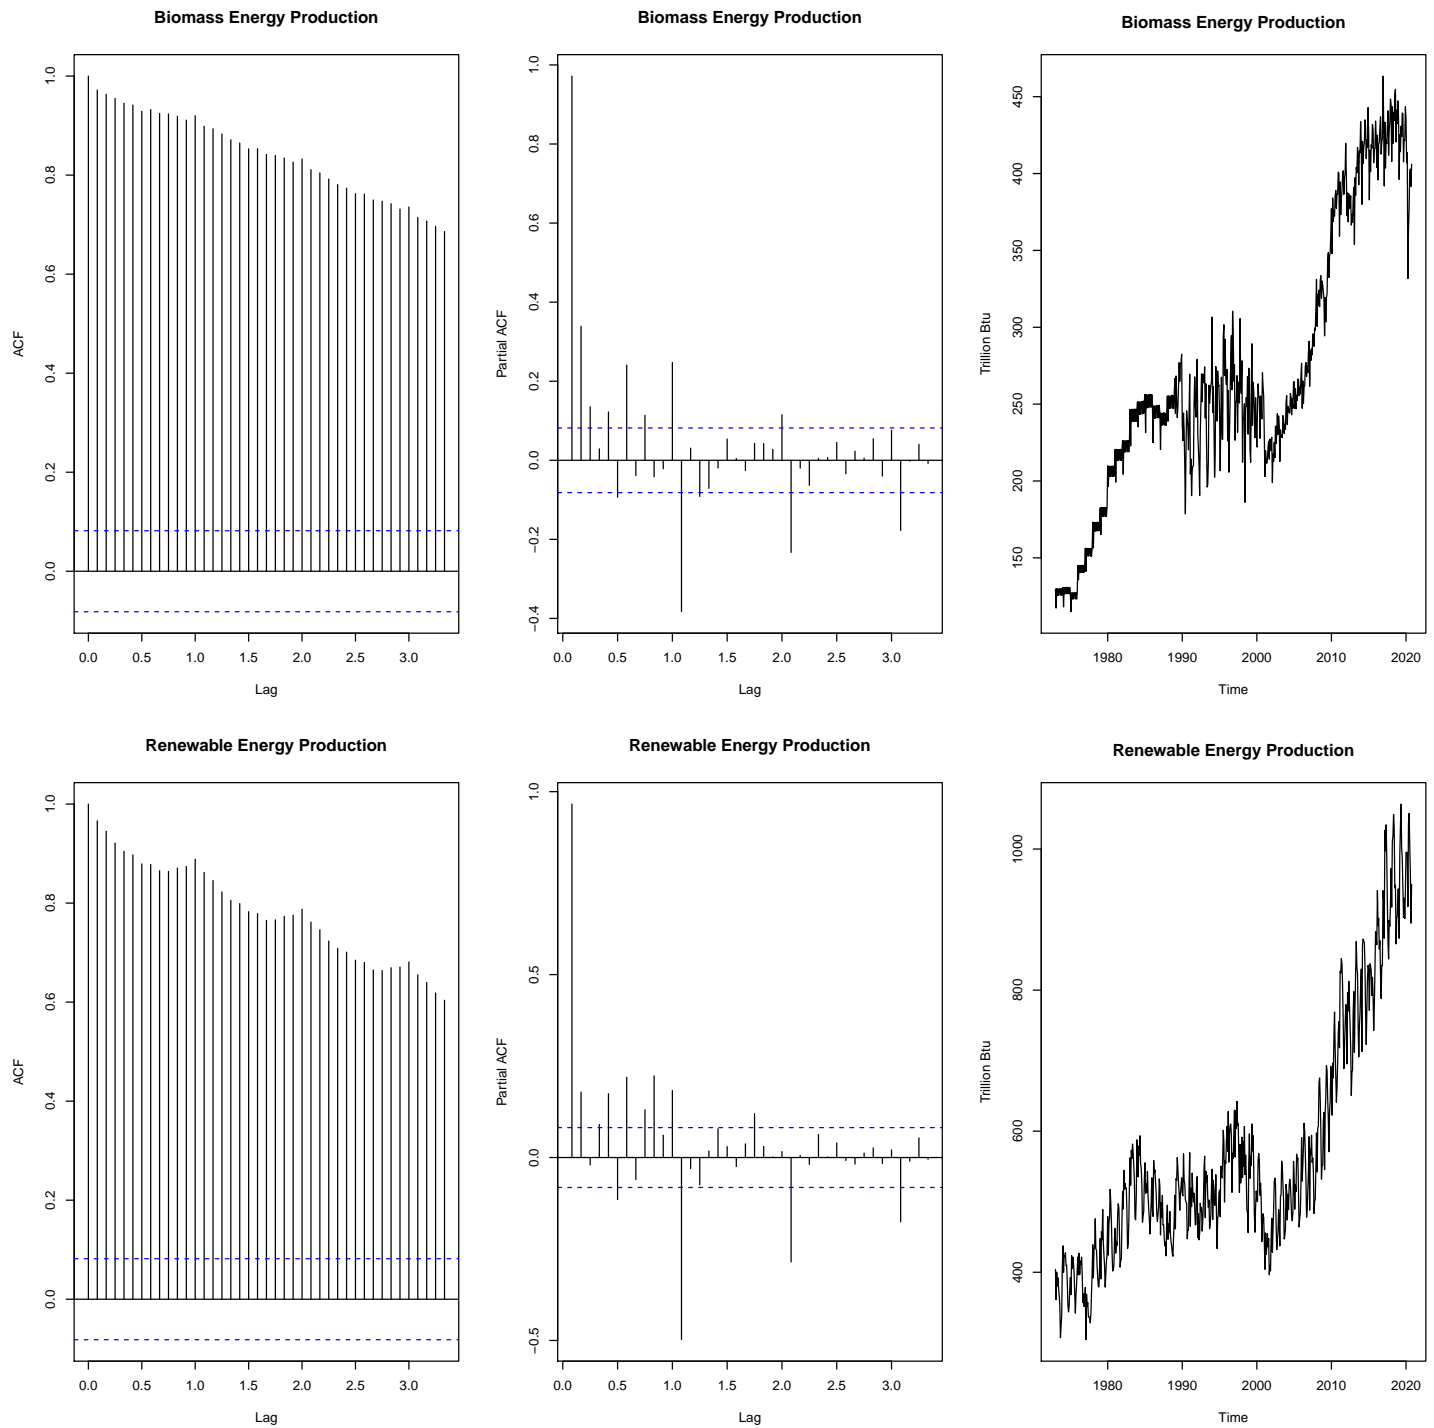 Biomass Energy Production
ACF
1.0
0.8
0.6
0.4
0.2
0.0
0.0 0.5 1.0 1.5 2.0 2.5 3.0
Lag
Biomass Energy Production
Partial ACF
1.0
0.8
0.6
0.4
0.2
0.0
−0.2
−0.4
0.0 0.5 1.0 1.5 2.0 2.5 3.0
Lag
Biomass Energy Production
Trillion Btu
450
400
350
300
250
200
150
1980 1990 2000 2010 2020
Time
Renewable Energy Production
ACF
1.0
0.8
0.6
0.4
0.2
0.0
0.0 0.5 1.0 1.5 2.0 2.5 3.0
Lag
Renewable Energy Production
Partial ACF
1.0
0.5
0.0
−0.5
0.0 0.5 1.0 1.5 2.0 2.5 3.0
Lag
Renewable Energy Production
Trillion Btu
1000
800
600
400
1980 1990 2000 2010 2020
Time